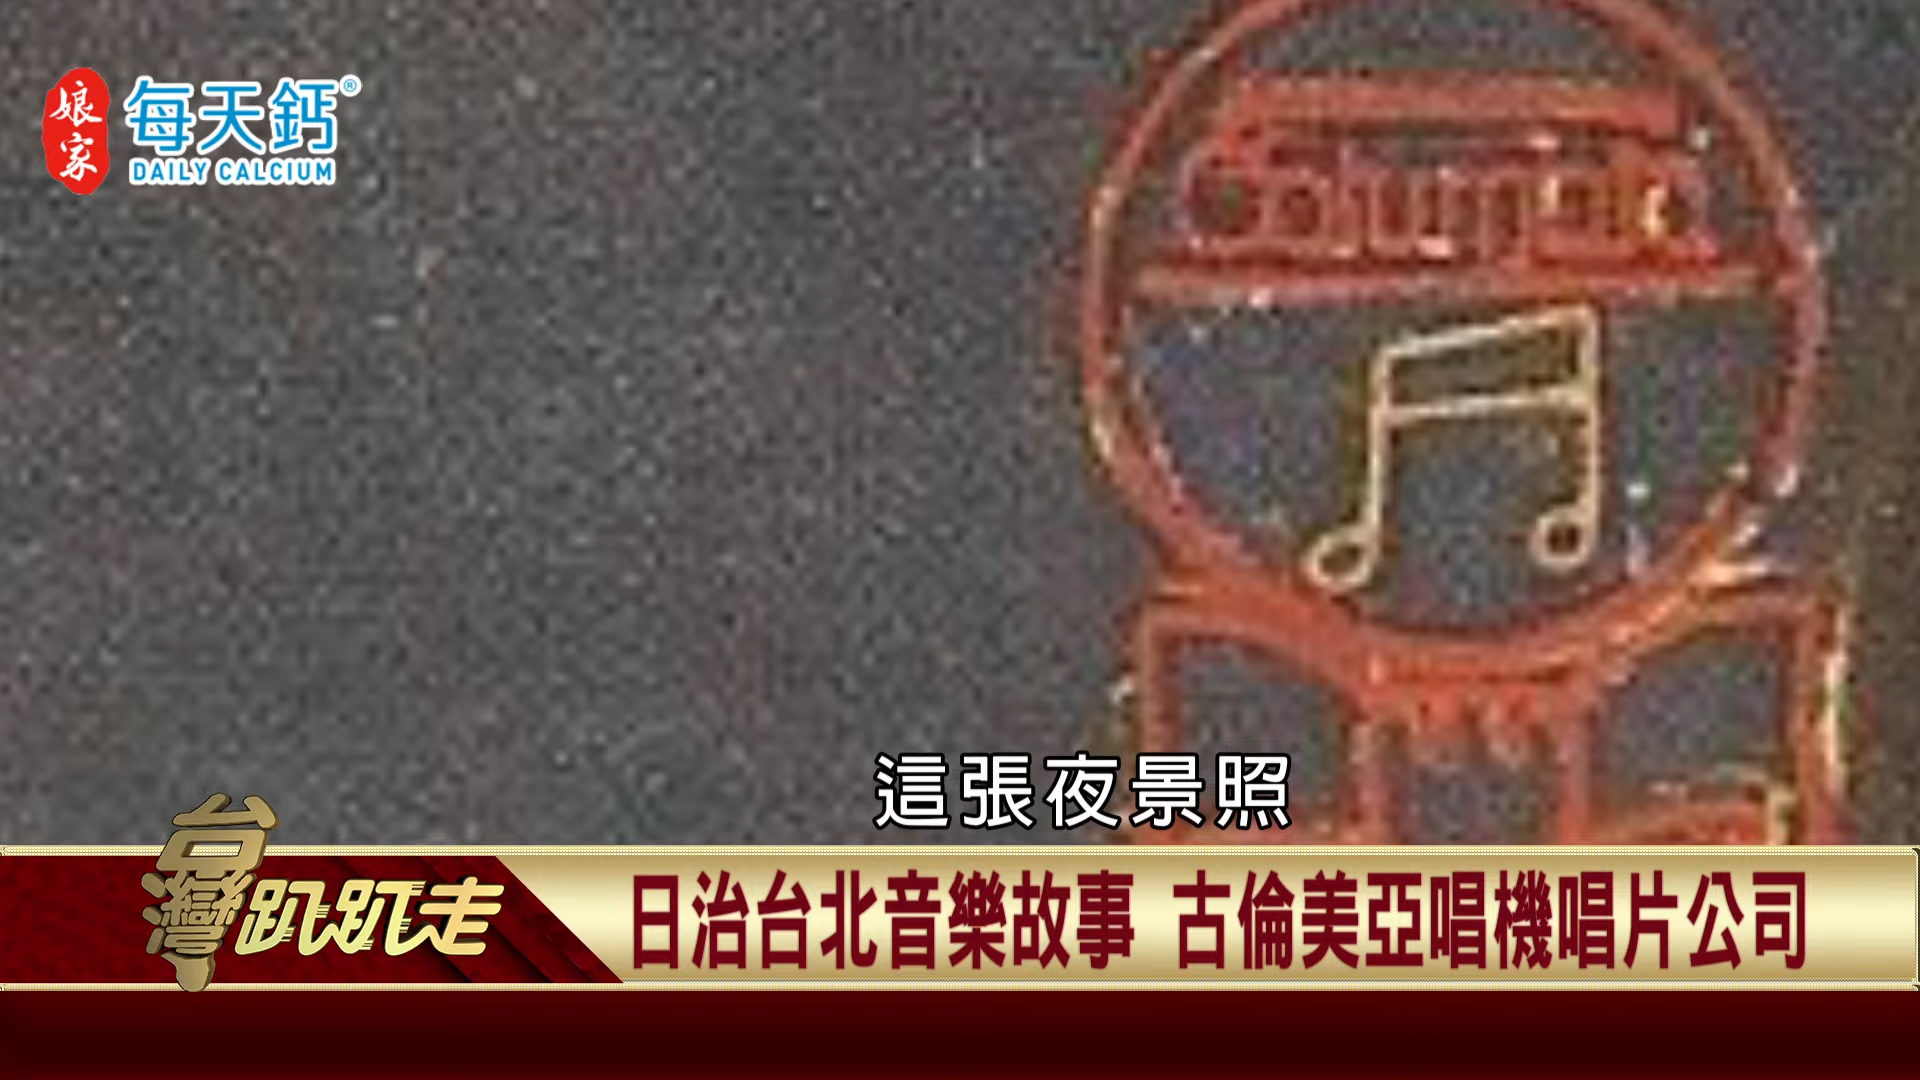 娘家
每天鈣®
DAILY CALCIUM
Columbia
這張夜景照
台灣趴趴走
日治台北音樂故事 古倫美亞唱機唱片公司